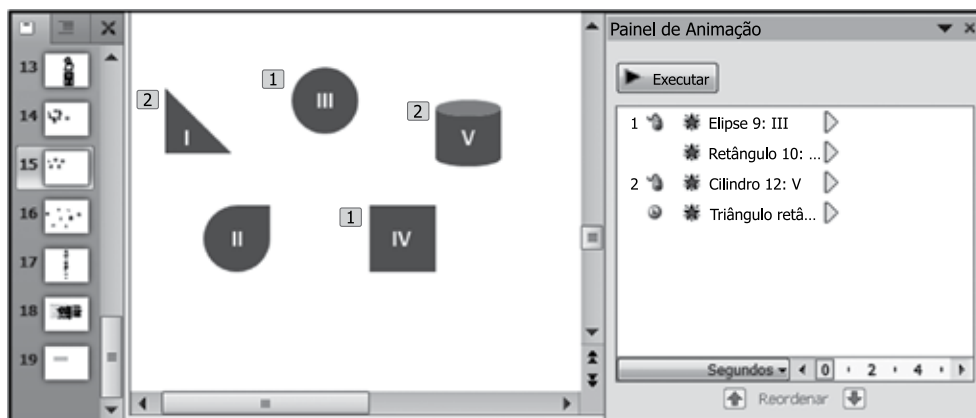 Painel de Animação
Executar
1 Elipse 9: III
Retângulo 10: ...
2 Cilindro 12: V
Triângulo retâ...
Segundos 0 2 4
Reordenar
13
14
15
16
17
18
19
2 I
1 III
2 V
II
1 IV